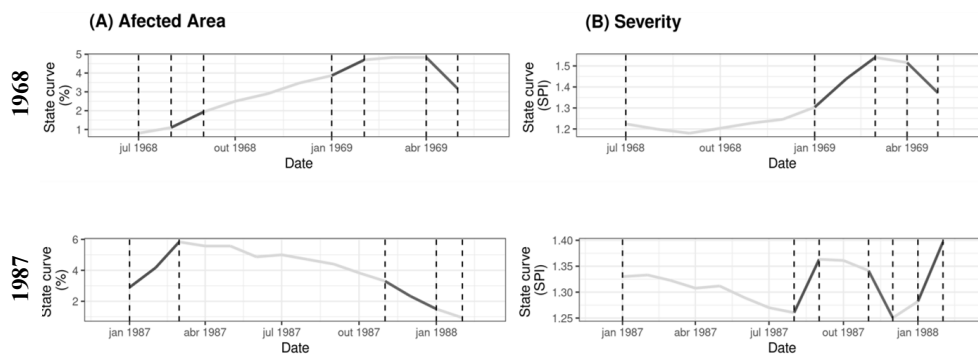 (A) Afected Area
(B) Severity
1968
State curve
(%)
5
4
3
2
1
jul 1968
out 1968
jan 1969
abr 1969
Date
State curve
(SPI)
1.5
1.4
1.3
1.2
jul 1968
out 1968
jan 1969
abr 1969
Date
1987
State curve
(%)
6
4
2
jan 1987
abr 1987
jul 1987
out 1987
jan 1988
Date
State curve
(SPI)
1.40
1.35
1.30
1.25
jan 1987
abr 1987
jul 1987
out 1987
jan 1988
Date